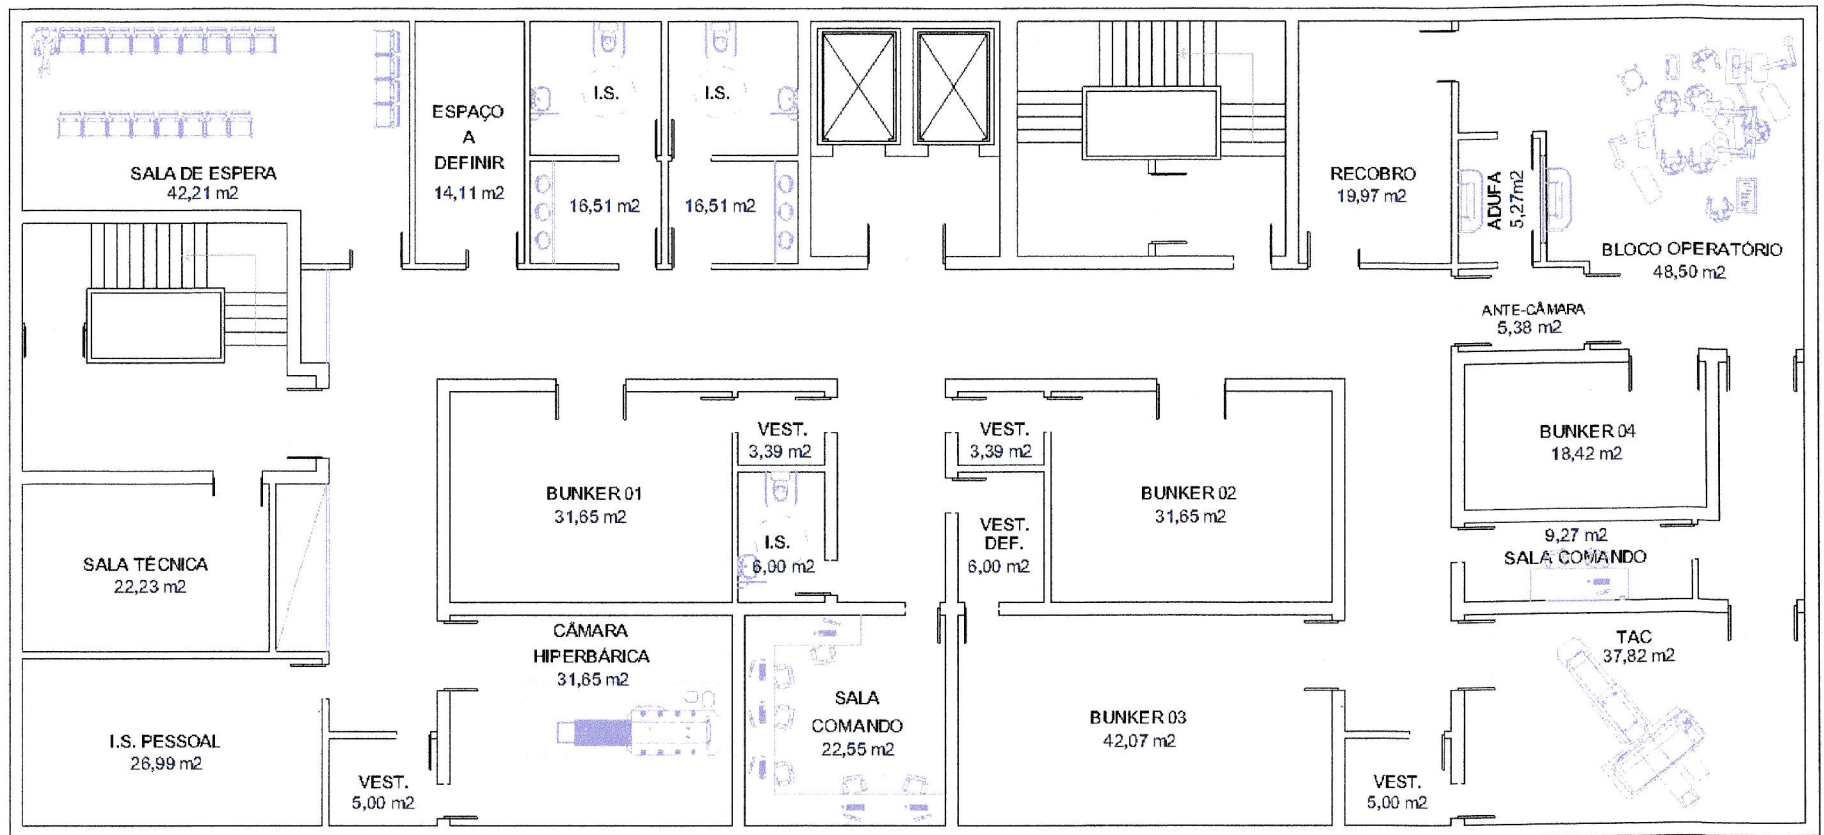 SALA DE ESPERA
42,21 m2
ESPAÇO
A
DEFINIR
14,11 m2
I.S.
16,51 m2
I.S.
16,51 m2
RECOBRO
19,97 m2
ADUFA
5,27m2
BLOCO OPERATÓRIO
48,50 m2
ANTE-CÂMARA
5,38 m2
BUNKER 01
31,65 m2
VEST.
3,39 m2
I.S.
6,00 m2
VEST.
3,39 m2
VEST.
DEF.
6,00 m2
BUNKER 02
31,65 m2
BUNKER 04
18,42 m2
9,27 m2
SALA COMANDO
SALA TÉCNICA
22,23 m2
CÂMARA
HIPERBÁRICA
31,65 m2
SALA
COMANDO
22,55 m2
BUNKER 03
42,07 m2
TAC
37,82 m2
I.S. PESSOAL
26,99 m2
VEST.
5,00 m2
VEST.
5,00 m2